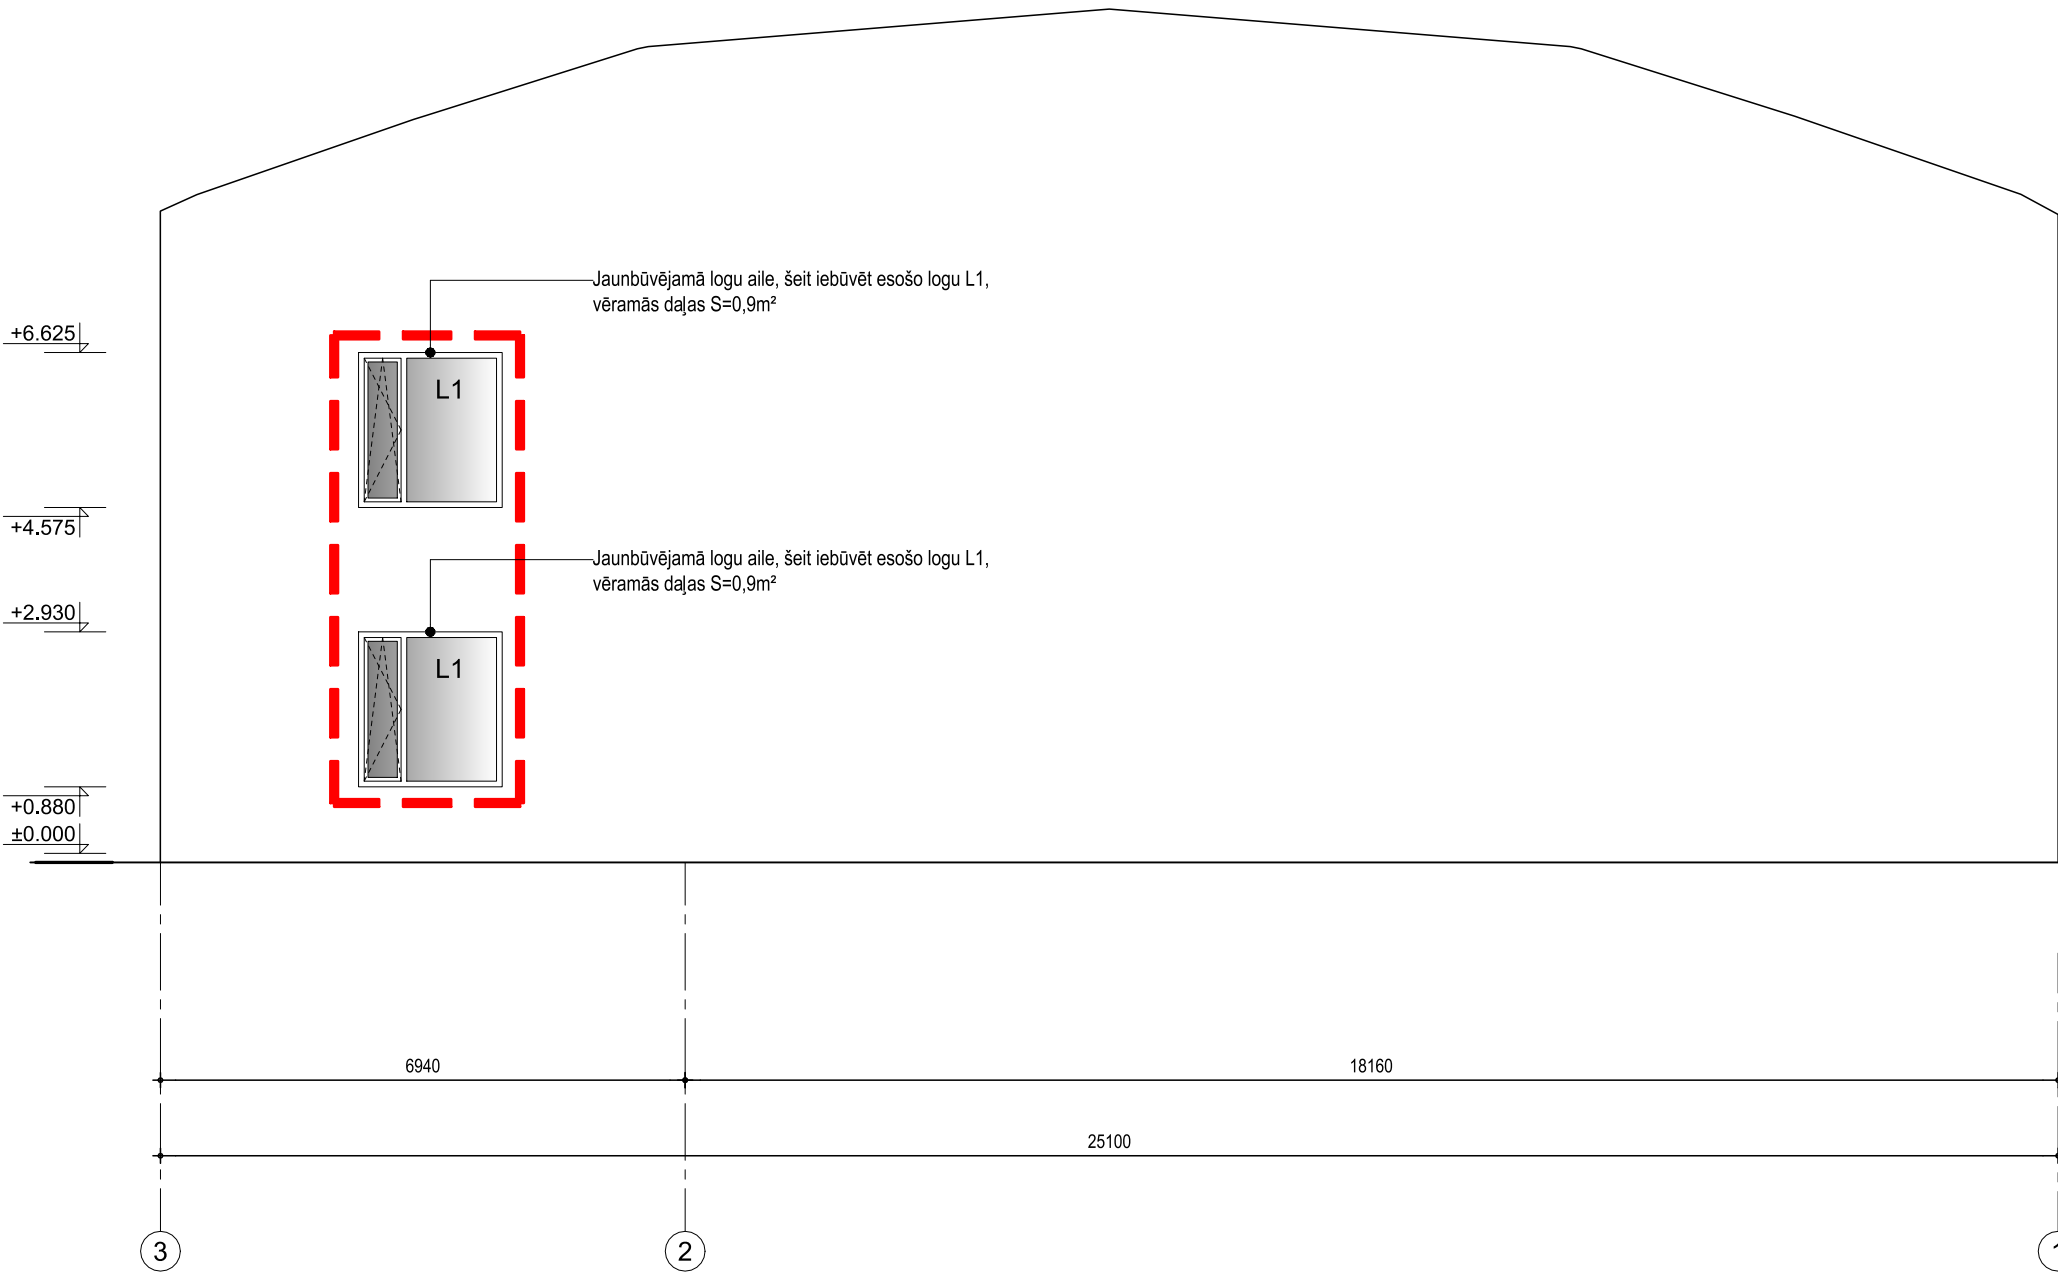 Jaunbūvējamā logu aile, šeit iebūvēt esošo logu L1,
vēramās daļas S=0,9m²
+6.625
L1
+4.575
Jaunbūvējamā logu aile, šeit iebūvēt esošo logu L1,
vēramās daļas S=0,9m²
+2.930
L1
+0.880
±0.000
6940
18160
25100
3
2
1